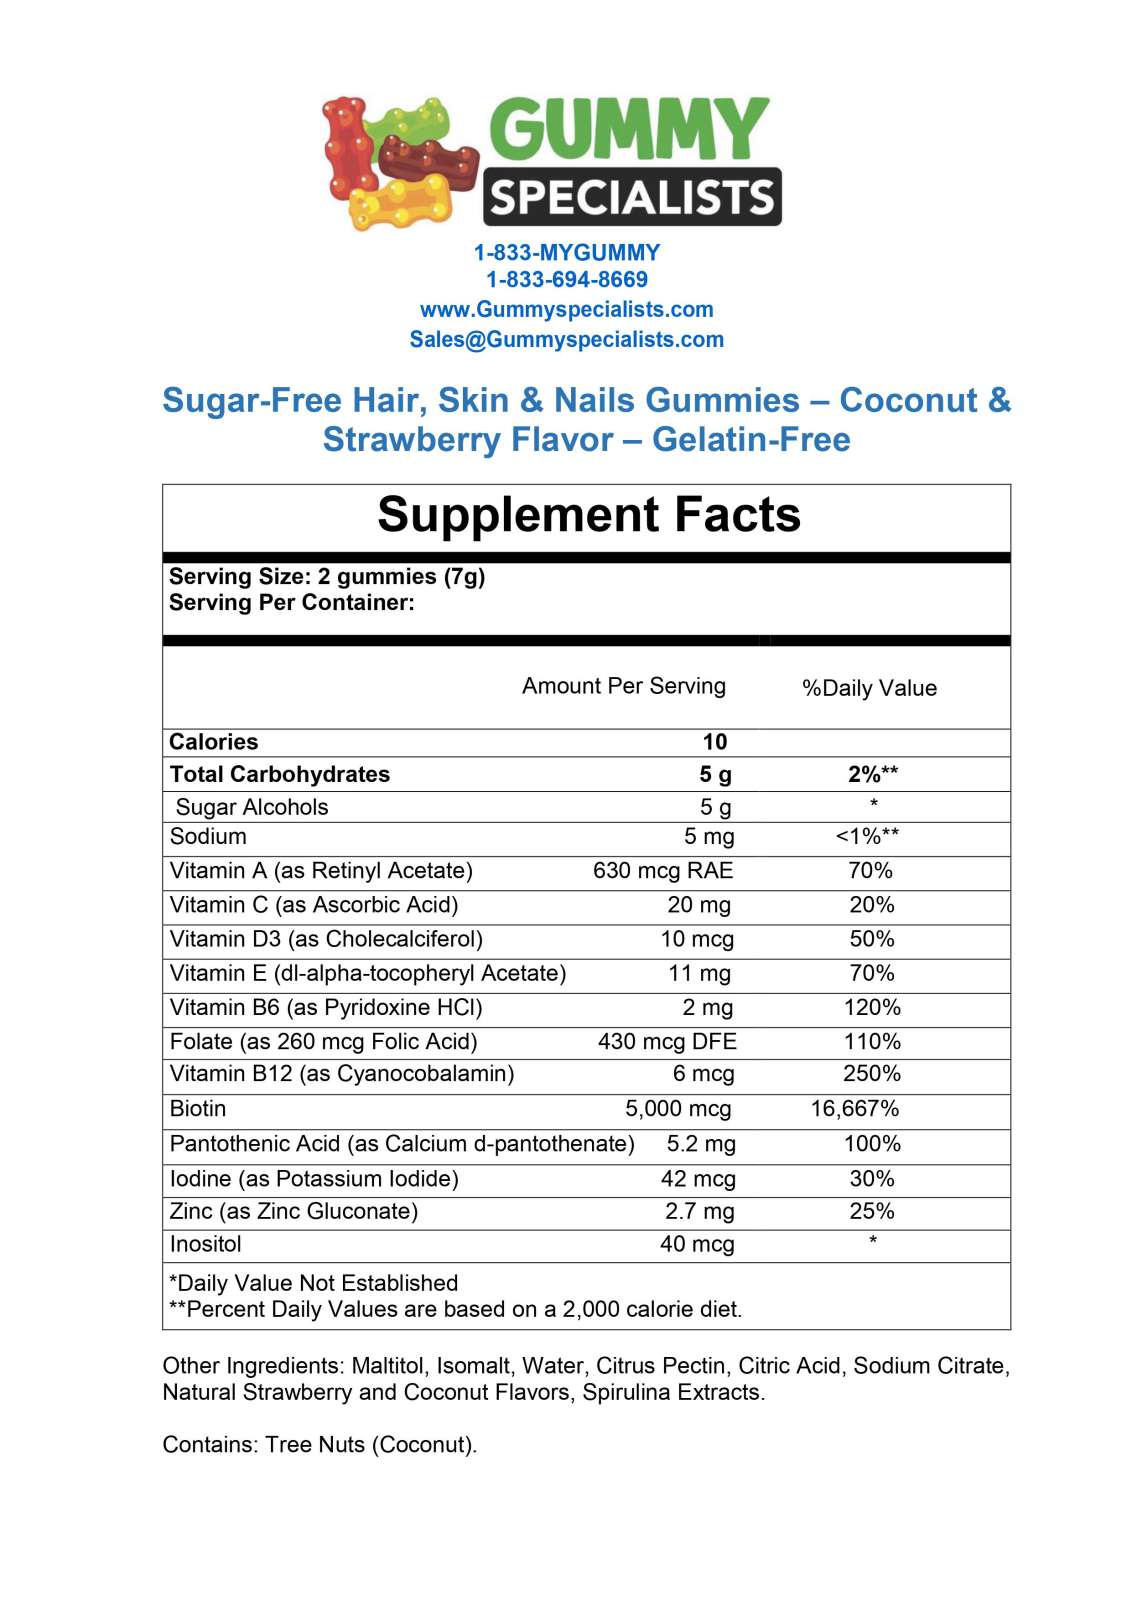 GUMMY
SPECIALISTS
1-833-MYGUMMY
1-833-694-8669
www.Gummyspecialists.com
Sales@Gummyspecialists.com
Sugar-Free Hair, Skin & Nails Gummies – Coconut &
Strawberry Flavor – Gelatin-Free
Supplement Facts
Serving Size: 2 gummies (7g)
Serving Per Container:
Amount Per Serving %Daily Value
Calories 10
Total Carbohydrates 5 g 2%**
Sugar Alcohols 5 g *
Sodium 5 mg <1%**
Vitamin A (as Retinyl Acetate) 630 mcg RAE 70%
Vitamin C (as Ascorbic Acid) 20 mg 20%
Vitamin D3 (as Cholecalciferol) 10 mcg 50%
Vitamin E (dl-alpha-tocopheryl Acetate) 11 mg 70%
Vitamin B6 (as Pyridoxine HCl) 2 mg 120%
Folate (as 260 mcg Folic Acid) 430 mcg DFE 110%
Vitamin B12 (as Cyanocobalamin) 6 mcg 250%
Biotin 5,000 mcg 16,667%
Pantothenic Acid (as Calcium d-pantothenate) 5.2 mg 100%
Iodine (as Potassium Iodide) 42 mcg 30%
Zinc (as Zinc Gluconate) 2.7 mg 25%
Inositol 40 mcg *
*Daily Value Not Established
**Percent Daily Values are based on a 2,000 calorie diet.
Other Ingredients: Maltitol, Isomalt, Water, Citrus Pectin, Citric Acid, Sodium Citrate,
Natural Strawberry and Coconut Flavors, Spirulina Extracts.
Contains: Tree Nuts (Coconut).